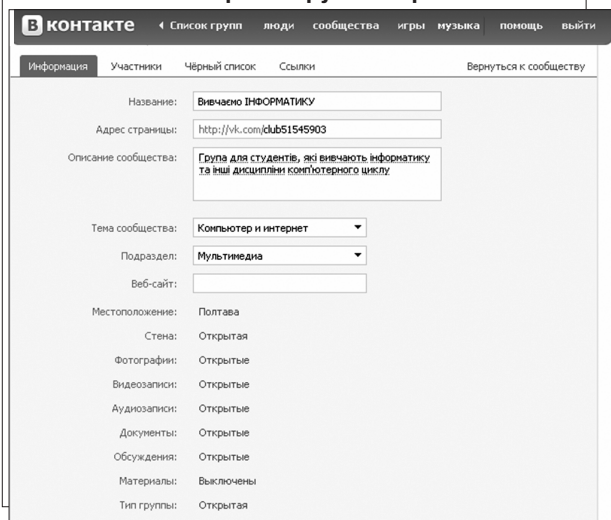 В контакте Список групп люди сообщества игры музыка помощь выйти
Информация Участники Чёрный список Ссылки Вернуться к сообществу
Название: Вивчаємо ІНФОРМАТИКУ
Адрес страницы: http://vk.com/club51545903
Описание сообщества: Група для студентів, які вивчають інформатику
та інші дисципліни комп'ютерного циклу
Тема сообщества: Компьютер и интернет
Подраздел: Мультимедиа
Веб-сайт:
Местоположение: Полтава
Стена: Открытая
Фотографии: Открытые
Видеозаписи: Открытые
Аудиозаписи: Открытые
Документы: Открытые
Обсуждения: Открытые
Материалы: Выключены
Тип группы: Открытая